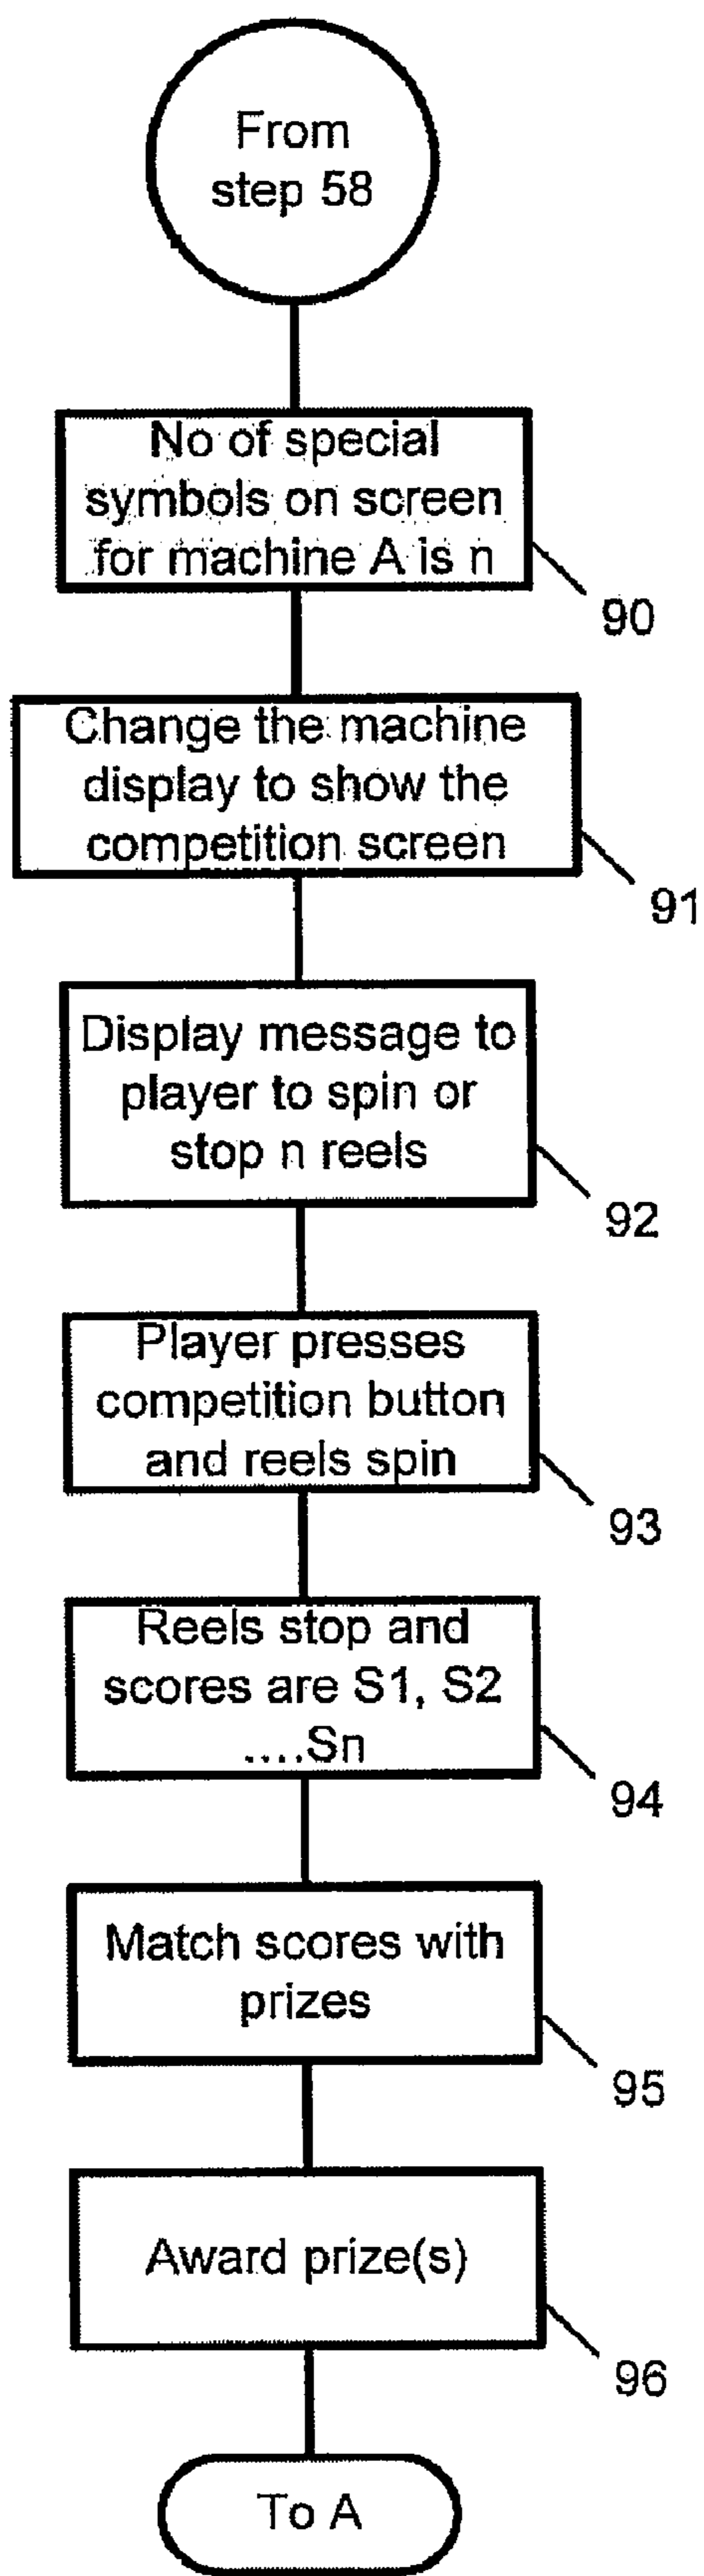 From
step 58
No of special
symbols on screen
for machine A is n
90
Change the machine
display to show the
competition screen
91
Display message to
player to spin or
stop n reels
92
Player presses
competition button
and reels spin
93
Reels stop and
scores are S1, S2
....Sn
94
Match scores with
prizes
95
Award prize(s)
96
To A